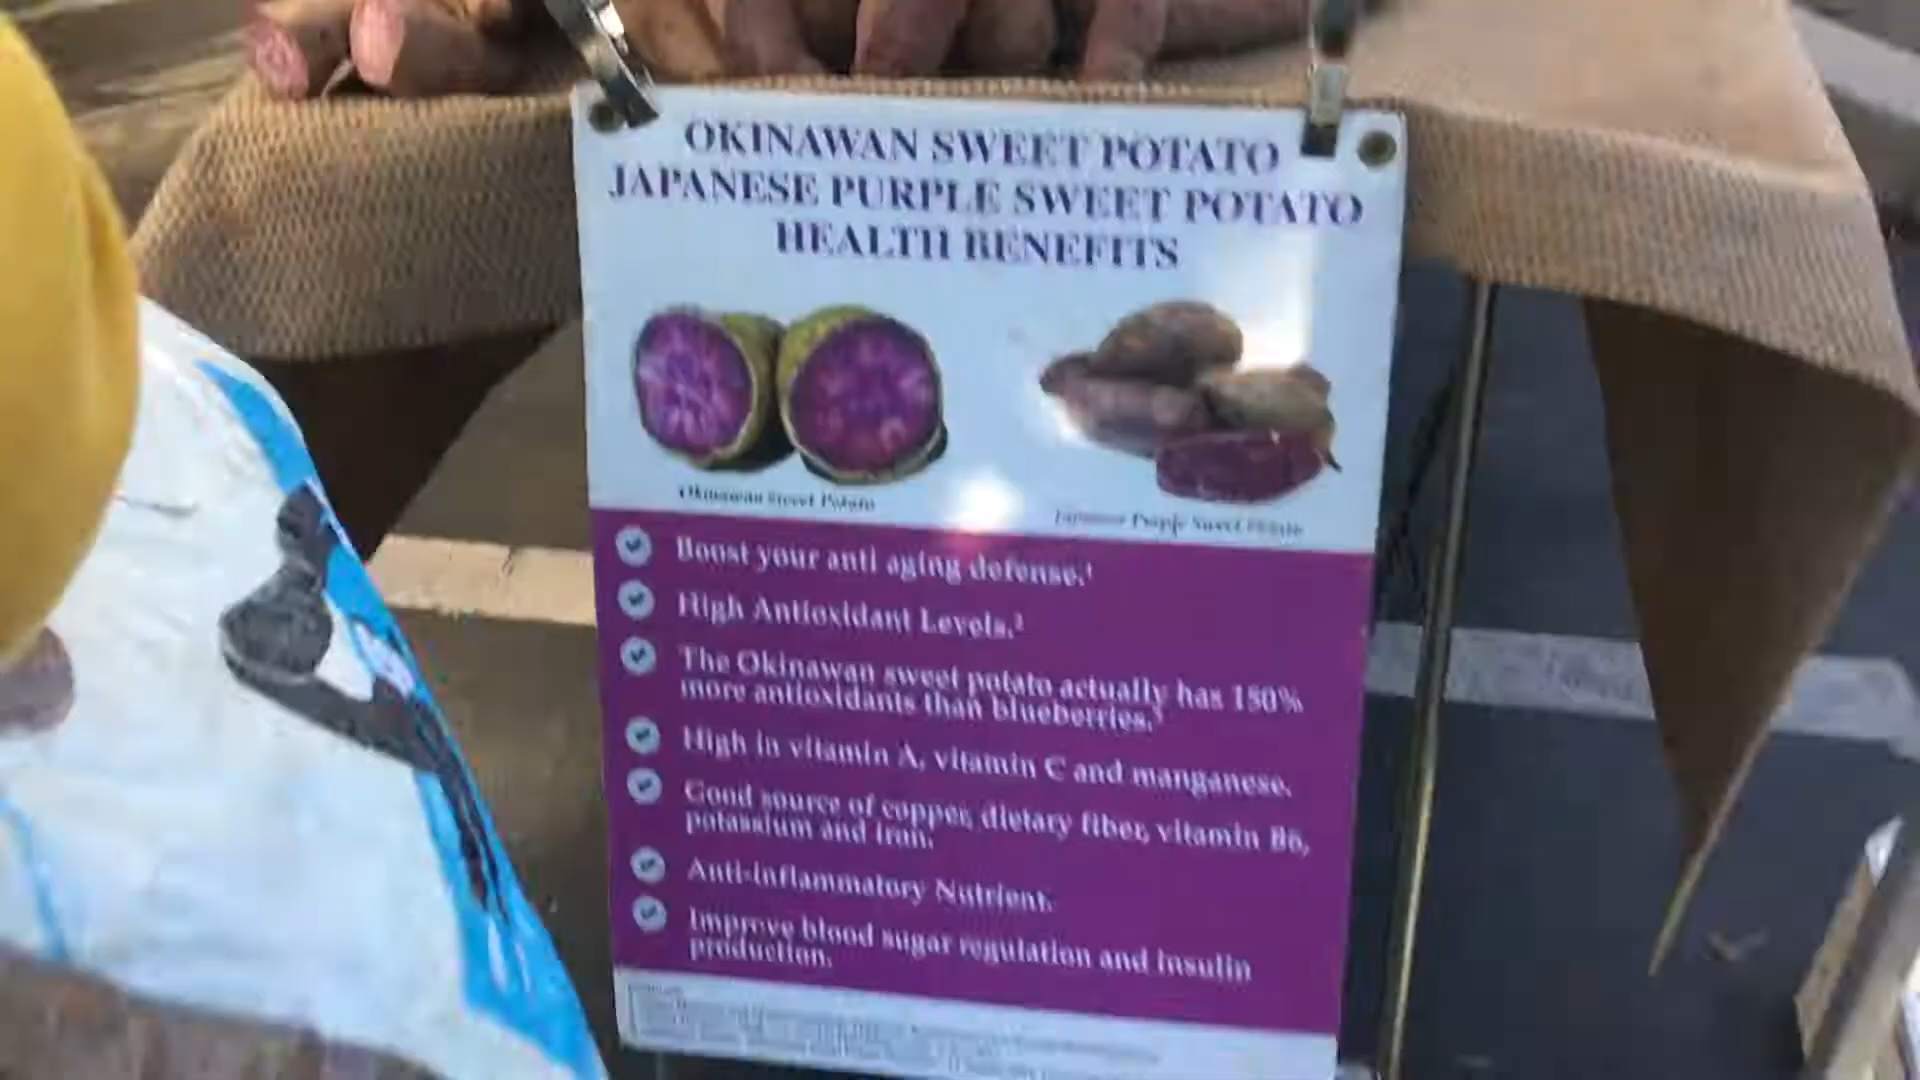 OKINAWAN SWEET POTATO
JAPANESE PURPLE SWEET POTATO
HEALTH BENEFITS
Okinawan Sweet Potato
Japanese Purple Sweet Potato
Boost your anti aging defense.¹
High Antioxidant Levels.²
The Okinawan sweet potato actually has 150%
more antioxidants than blueberries.³
High in vitamin A, vitamin C and manganese.
Good source of copper, dietary fiber, vitamin B6,
potassium and iron.
Anti-inflammatory Nutrient.
Improve blood sugar regulation and insulin
production.